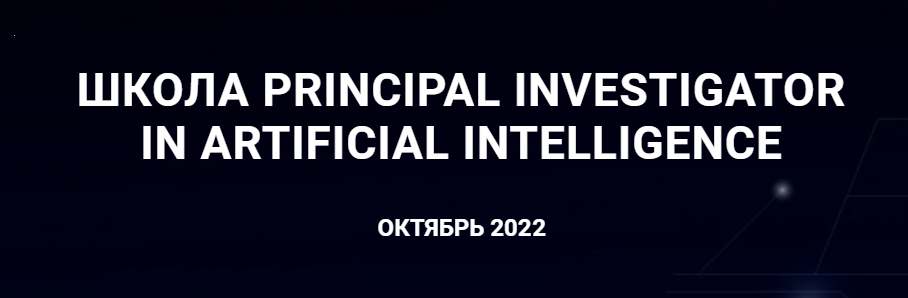 ШКОЛА PRINCIPAL INVESTIGATOR
IN ARTIFICIAL INTELLIGENCE
ОКТЯБРЬ 2022